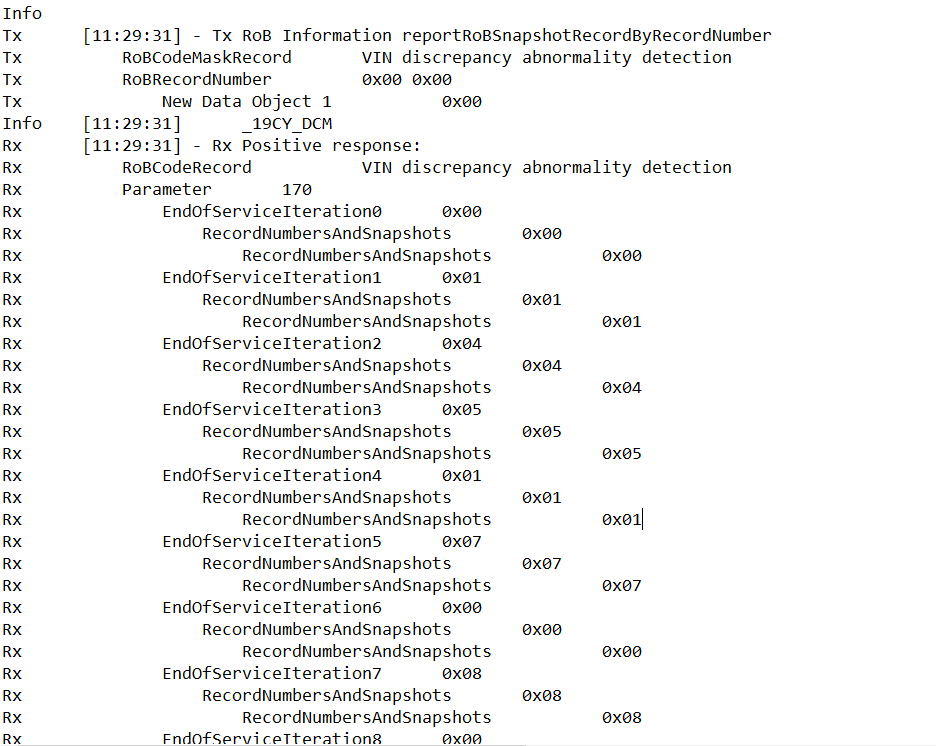 Info
Tx [11:29:31] - Tx RoB Information reportRoBSnapshotRecordByRecordNumber
Tx RoBCodeMaskRecord VIN discrepancy abnormality detection
Tx RoBRecordNumber 0x00 0x00
Tx New Data Object 1 0x00
Info [11:29:31] _19CY_DCM
Rx [11:29:31] - Rx Positive response:
Rx RoBCodeRecord VIN discrepancy abnormality detection
Rx Parameter 170
Rx EndOfServiceIteration0 0x00
Rx RecordNumbersAndSnapshots 0x00
Rx RecordNumbersAndSnapshots 0x00
Rx EndOfServiceIteration1 0x01
Rx RecordNumbersAndSnapshots 0x01
Rx RecordNumbersAndSnapshots 0x01
Rx EndOfServiceIteration2 0x04
Rx RecordNumbersAndSnapshots 0x04
Rx RecordNumbersAndSnapshots 0x04
Rx EndOfServiceIteration3 0x05
Rx RecordNumbersAndSnapshots 0x05
Rx RecordNumbersAndSnapshots 0x05
Rx EndOfServiceIteration4 0x01
Rx RecordNumbersAndSnapshots 0x01
Rx RecordNumbersAndSnapshots 0x01
Rx EndOfServiceIteration5 0x07
Rx RecordNumbersAndSnapshots 0x07
Rx RecordNumbersAndSnapshots 0x07
Rx EndOfServiceIteration6 0x00
Rx RecordNumbersAndSnapshots 0x00
Rx RecordNumbersAndSnapshots 0x00
Rx EndOfServiceIteration7 0x08
Rx RecordNumbersAndSnapshots 0x08
Rx RecordNumbersAndSnapshots 0x08
Rx EndOfServiceIteration8 0x00